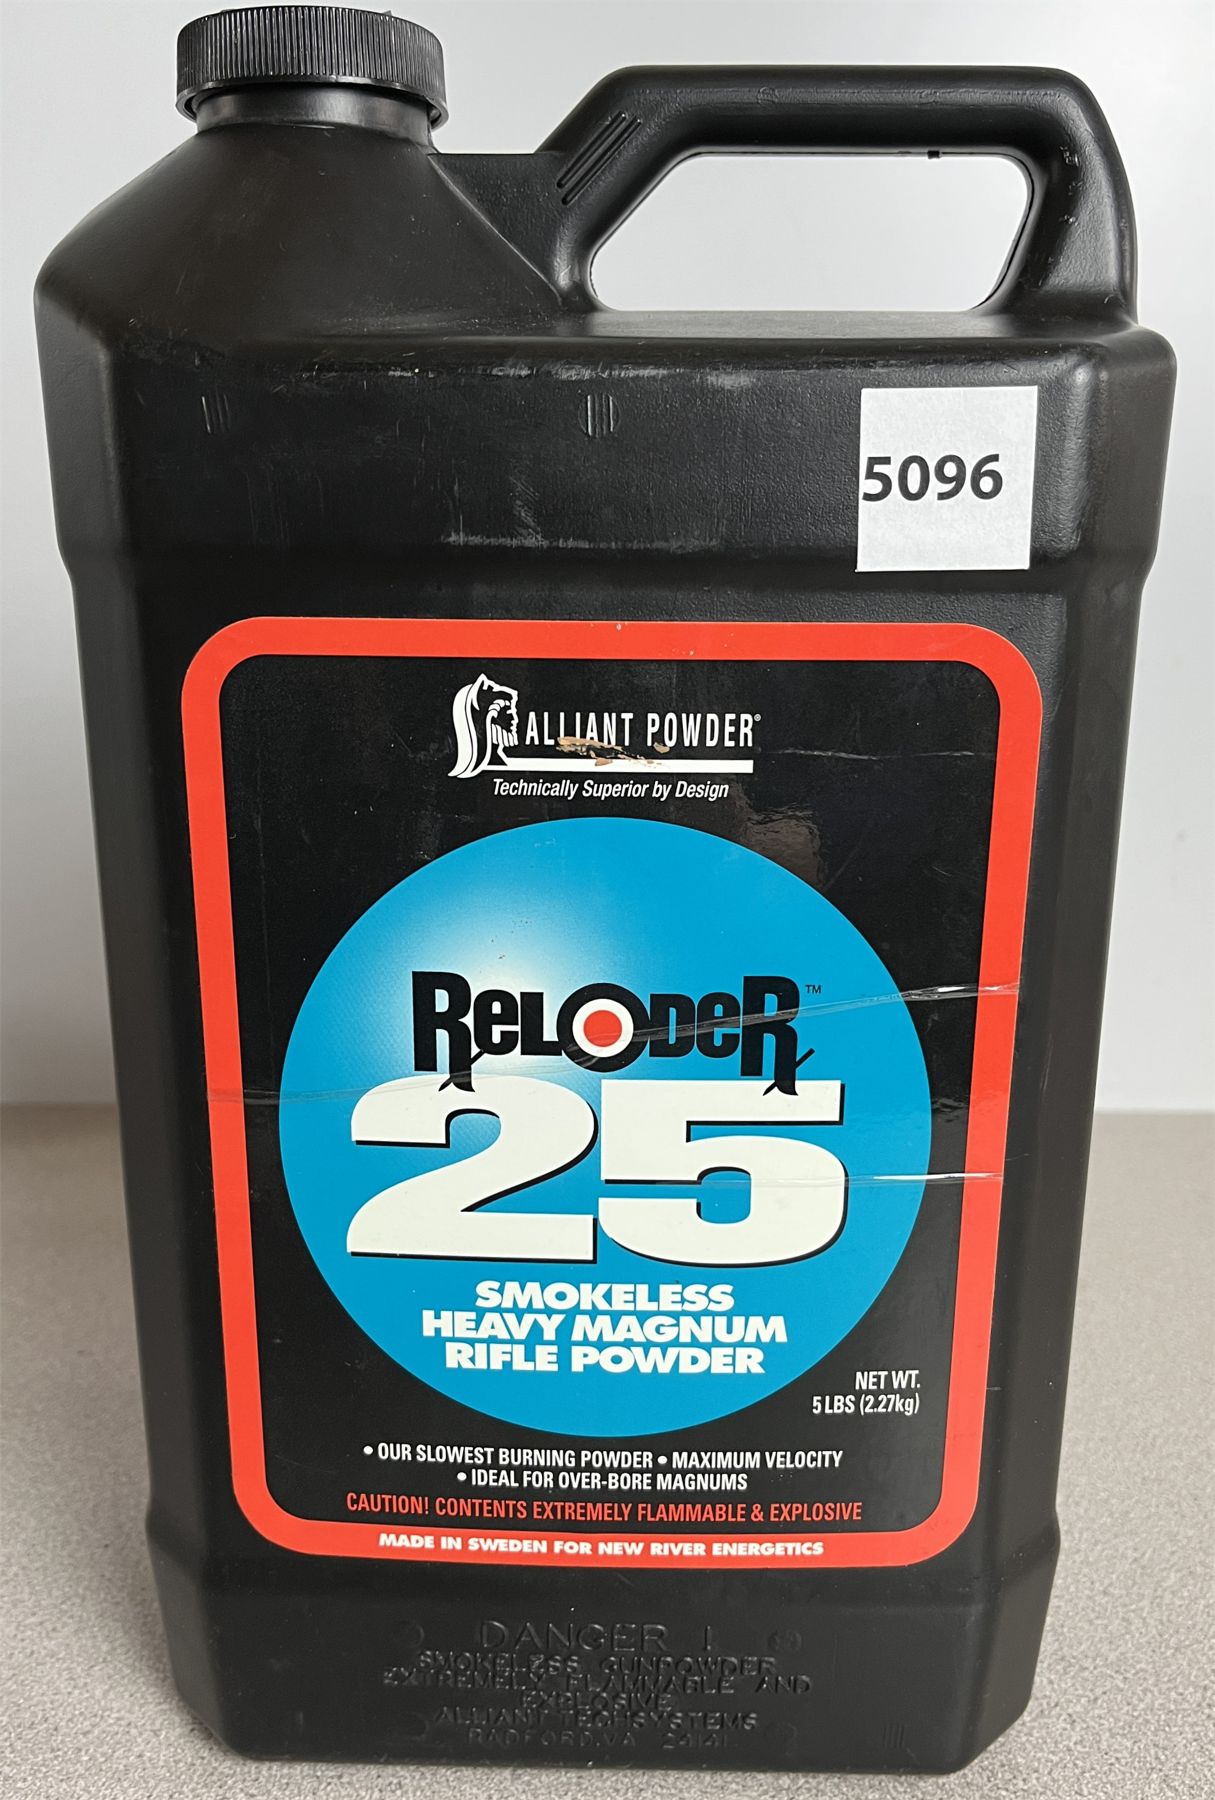 5096
ALLIANT POWDER®
Technically Superior by Design
RELODER™
25
SMOKELESS
HEAVY MAGNUM
RIFLE POWDER
NET WT.
5 LBS (2.27kg)
• OUR SLOWEST BURNING POWDER • MAXIMUM VELOCITY
• IDEAL FOR OVER-BORE MAGNUMS
CAUTION! CONTENTS EXTREMELY FLAMMABLE & EXPLOSIVE
MADE IN SWEDEN FOR NEW RIVER ENERGETICS
DANGER !
SMOKELESS GUNPOWDER
EXTREMELY FLAMMABLE AND
EXPLOSIVE
ALLIANT TECHSYSTEMS
RADFORD, VA 24141